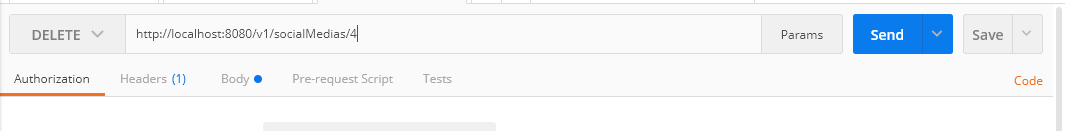 DELETE http://localhost:8080/v1/socialMedias/4 Params Send Save
Authorization Headers (1) Body Pre-request Script Tests Code